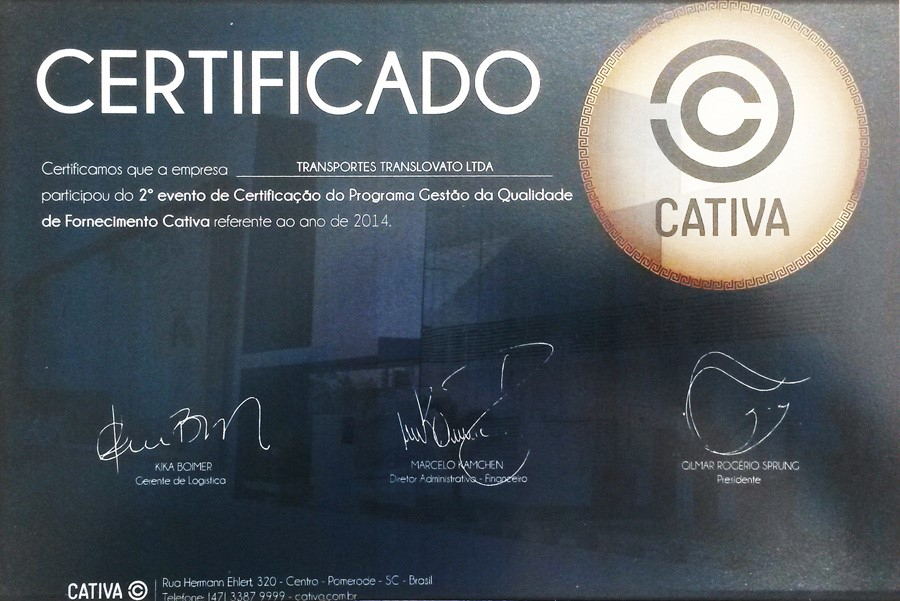 CERTIFICADO
CATIVA
Certificamos que a empresa TRANSPORTES TRANSLOVATO LTDA
participou do 2º evento de Certificação do Programa Gestão da Qualidade
de Fornecimento Cativa referente ao ano de 2014.
KIKA BOIMER
Gerente de Logística
MARCELO KAMCHEN
Diretor Administrativo - Financeiro
GILMAR ROGÉRIO SPRUNG
Presidente
CATIVA
Rua Hermann Ehlert, 320 - Centro - Pomerode - SC - Brasil
Telefone: (47) 3387 9999 - cativa.com.br